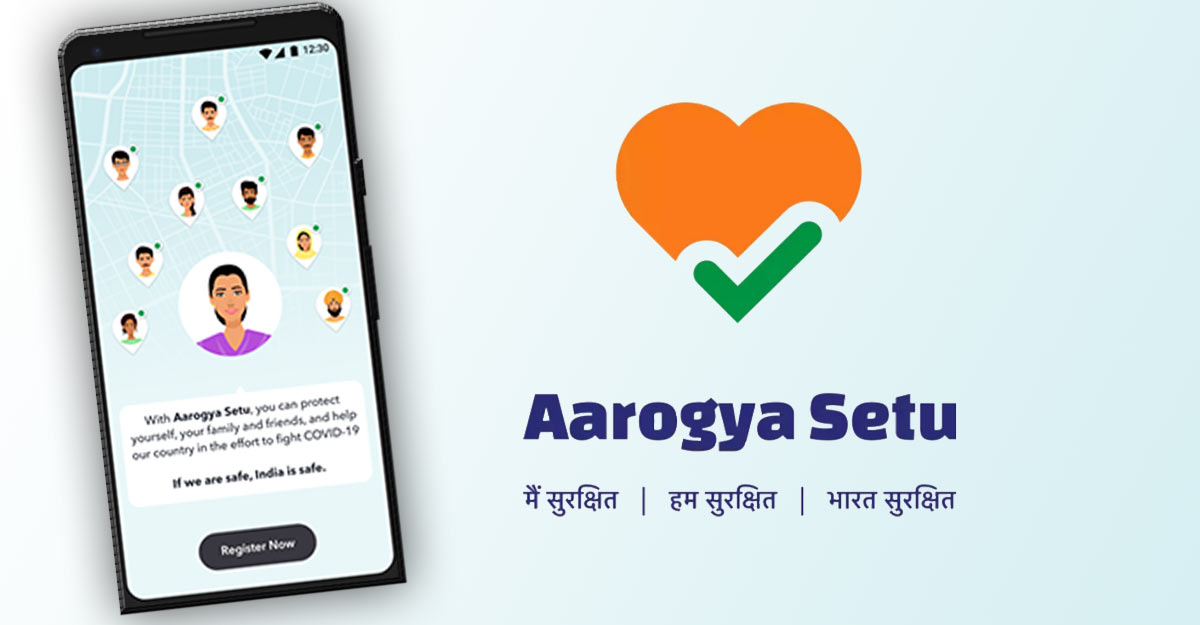 12:30
With Aarogya Setu, you can protect
yourself, your family and friends, and help
our country in the effort to fight COVID-19
If we are safe, India is safe.
Register Now
Aarogya Setu
मैं सुरक्षित | हम सुरक्षित | भारत सुरक्षित